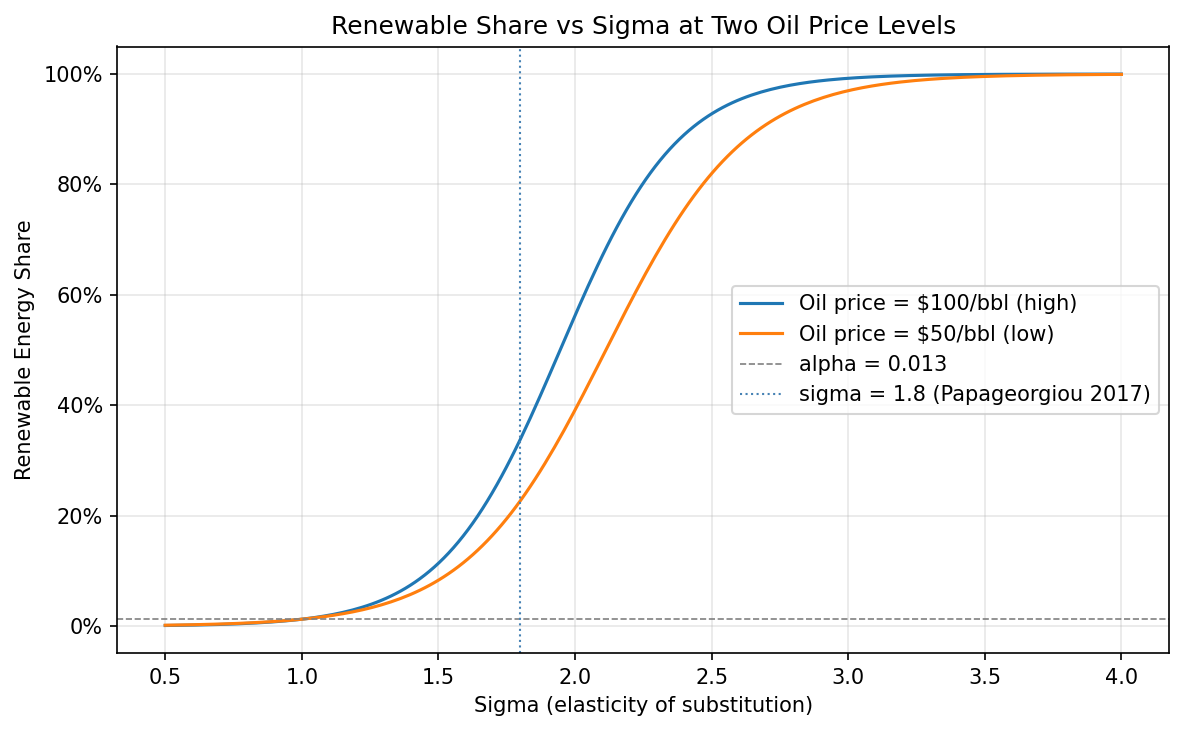 Renewable Share vs Sigma at Two Oil Price Levels
Renewable Energy Share
100%
80%
60%
40%
20%
0%
Oil price = $100/bbl (high)
Oil price = $50/bbl (low)
alpha = 0.013
sigma = 1.8 (Papageorgiou 2017)
0.5 1.0 1.5 2.0 2.5 3.0 3.5 4.0
Sigma (elasticity of substitution)